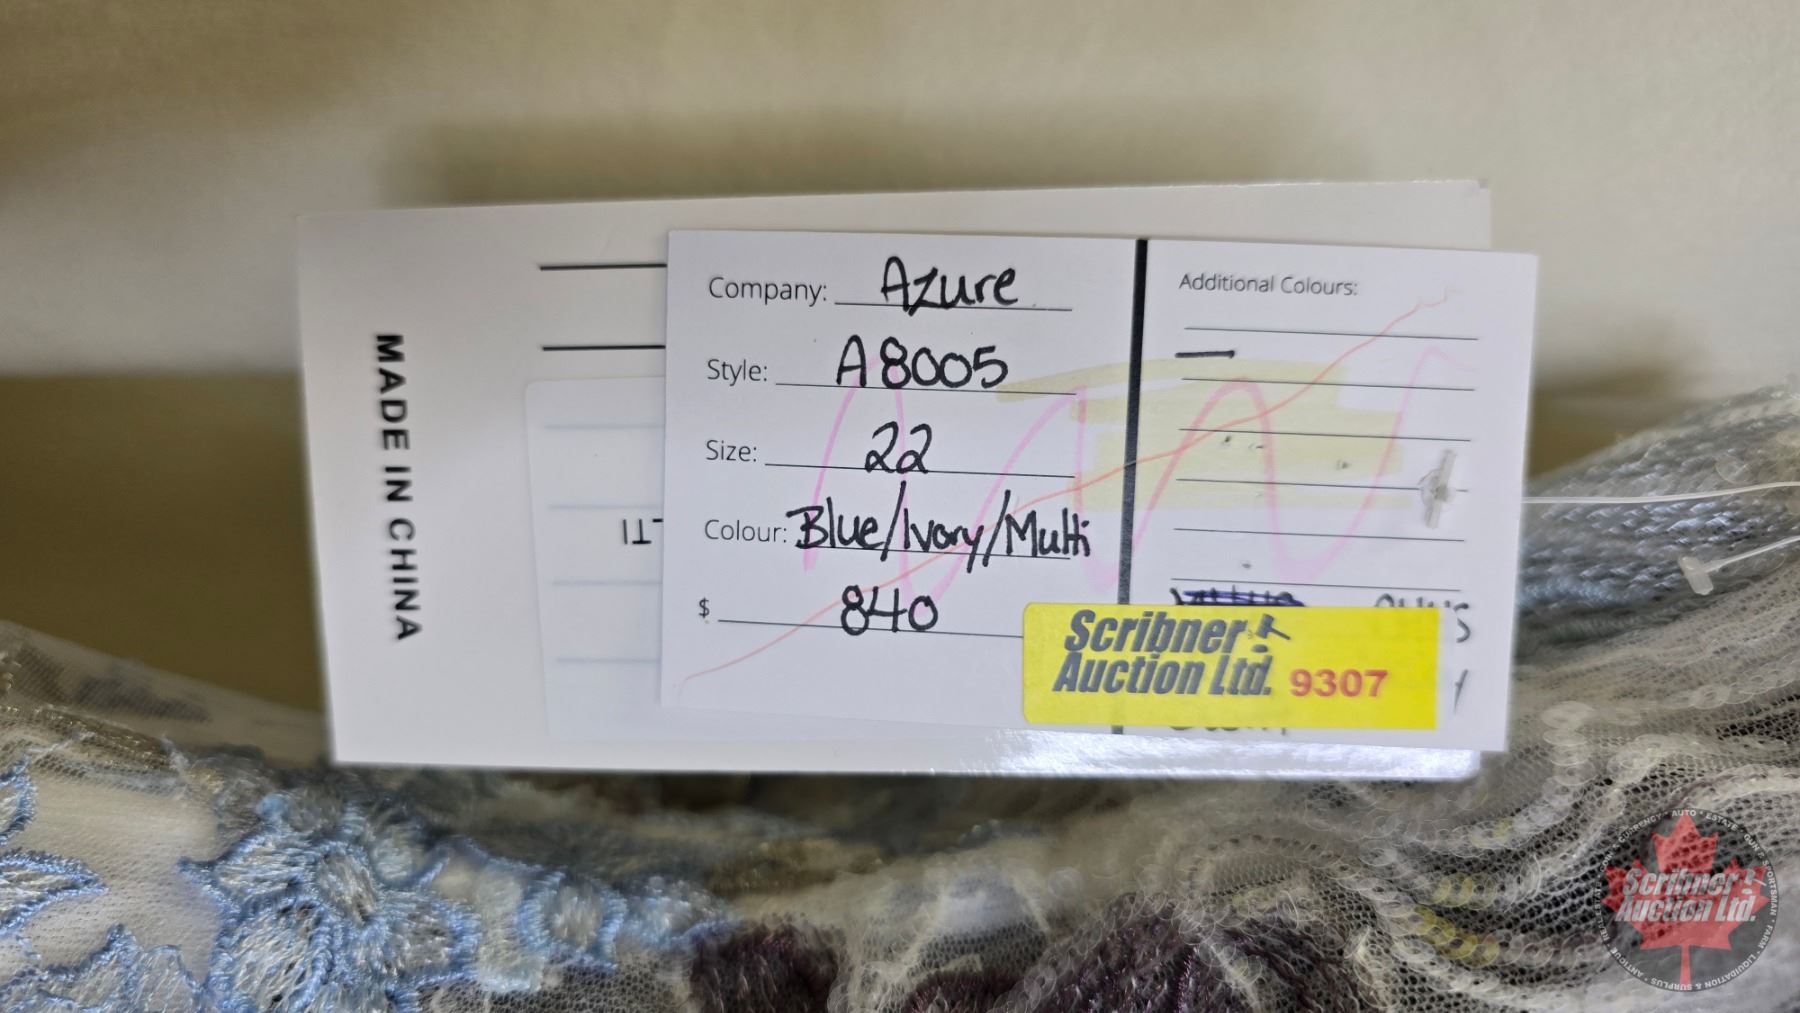 MADE IN CHINA
Company: Azure
Style: A8005
Size: 22
Colour: Blue/Ivory/Multi
$ 840
Additional Colours:
—
Scribner
Auction Ltd. 9307
Scribner
Auction Ltd.